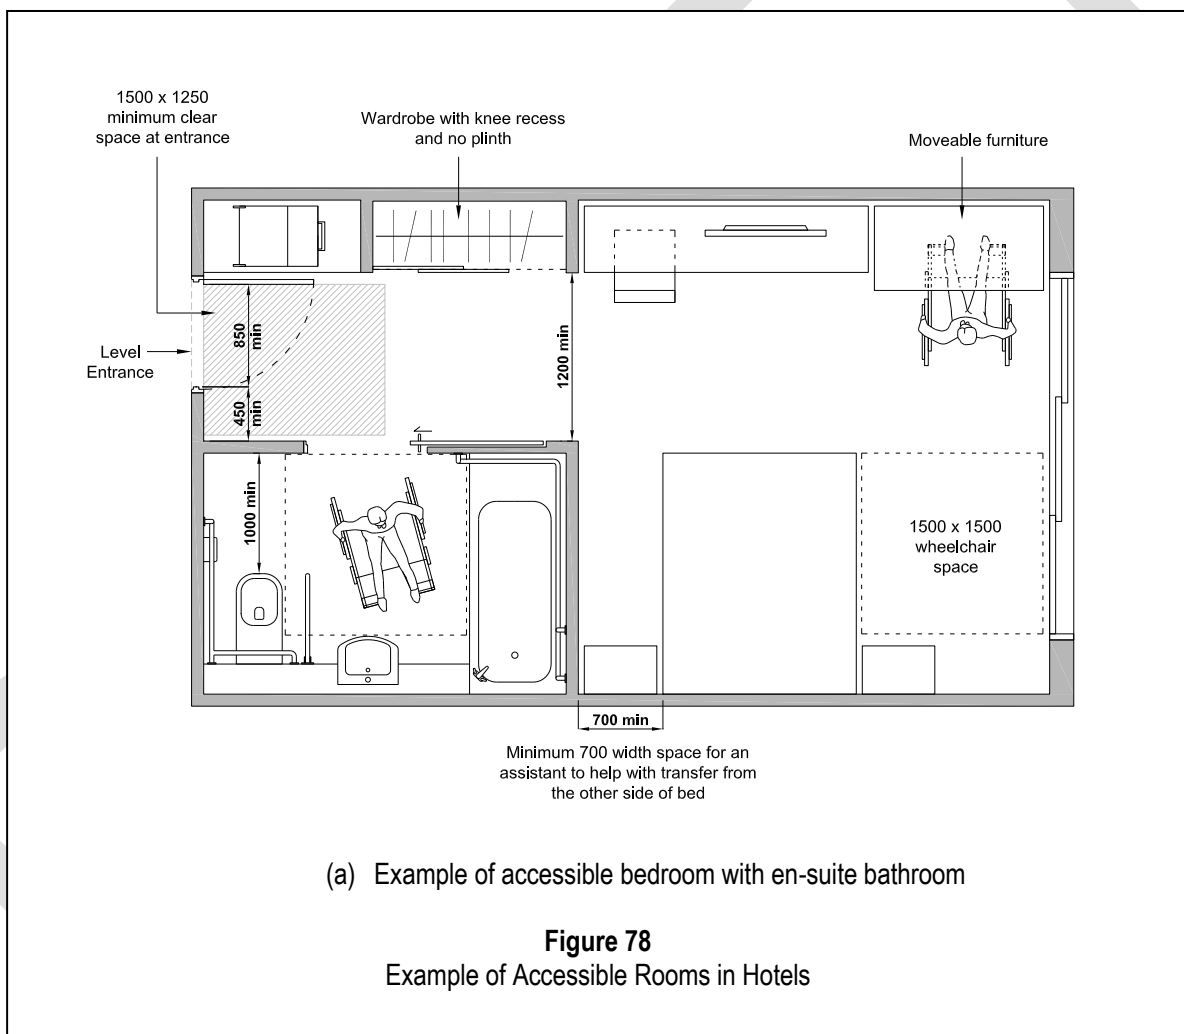 1500 x 1250
minimum clear
space at entrance
Wardrobe with knee recess
and no plinth
Moveable furniture
Level
Entrance
850
min
450
min
1200 min
1000 min
1500 x 1500
wheelchair
space
700 min
Minimum 700 width space for an
assistant to help with transfer from
the other side of bed
(a) Example of accessible bedroom with en-suite bathroom
Figure 78
Example of Accessible Rooms in Hotels